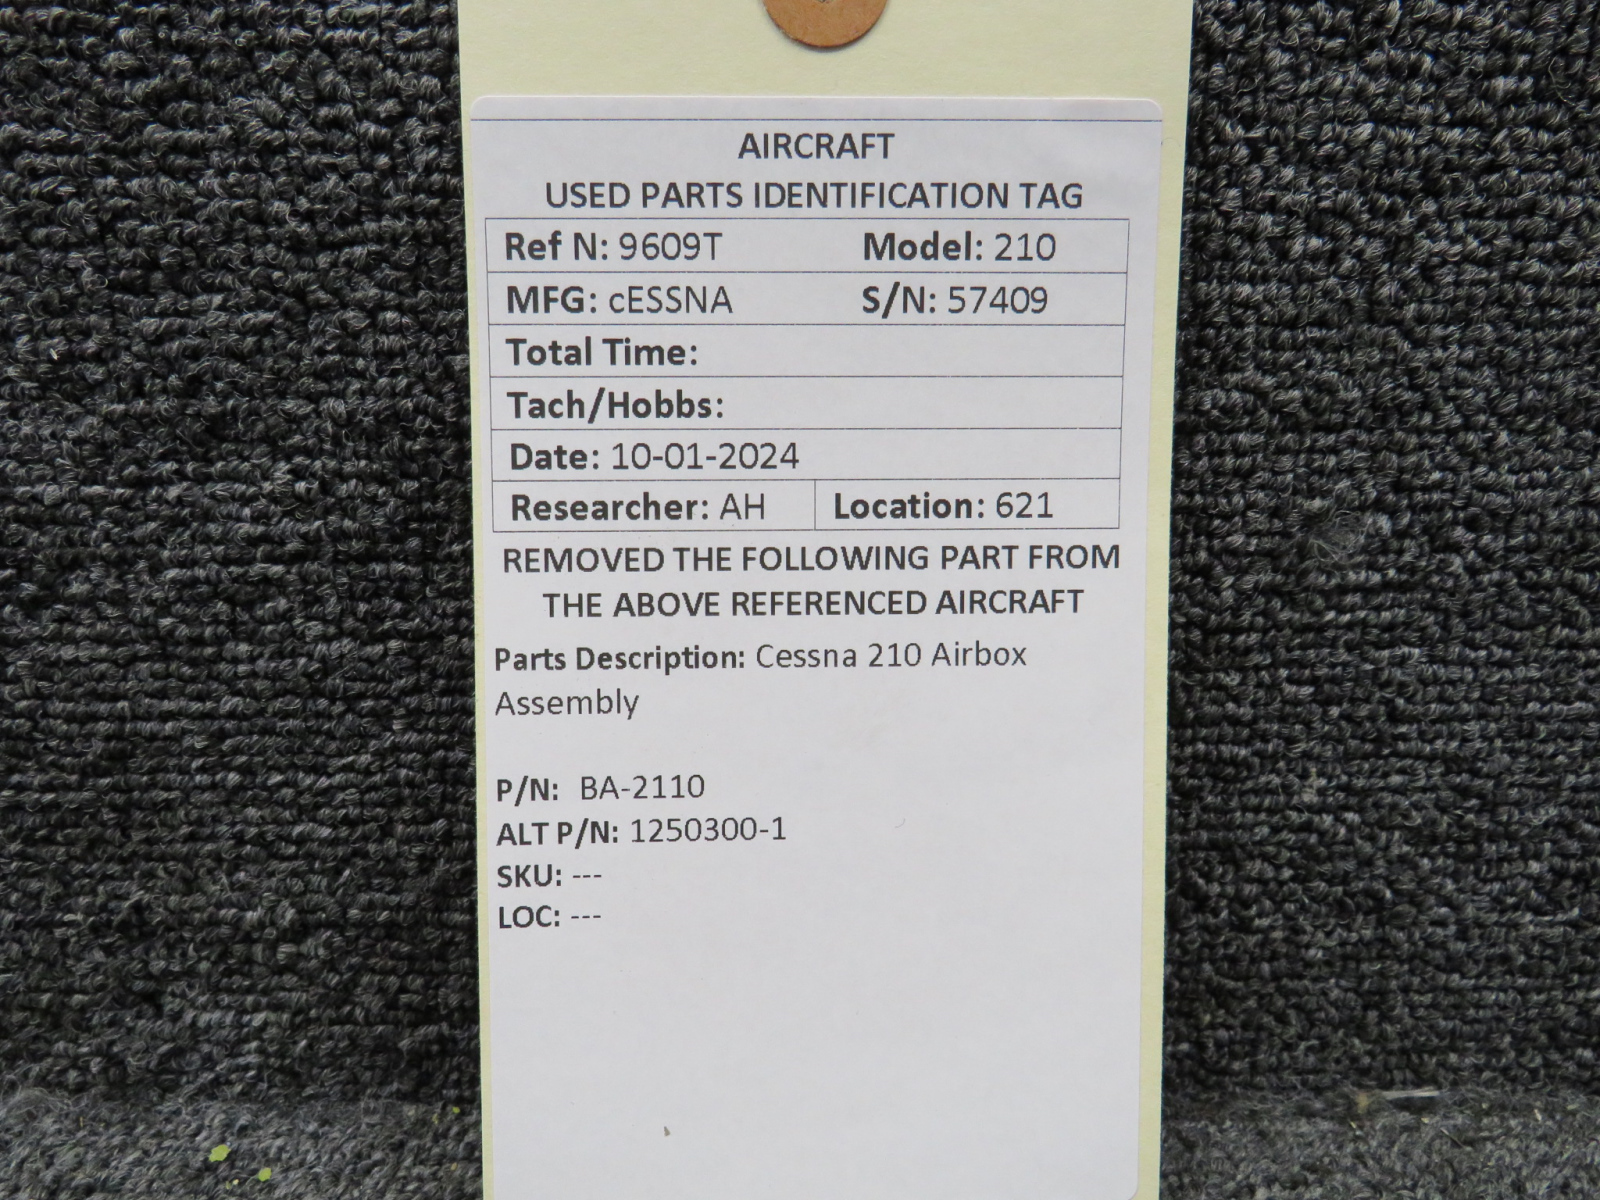 AIRCRAFT
USED PARTS IDENTIFICATION TAG
Ref N: 9609T Model: 210
MFG: cESSNA S/N: 57409
Total Time:
Tach/Hobbs:
Date: 10-01-2024
Researcher: AH Location: 621
REMOVED THE FOLLOWING PART FROM
THE ABOVE REFERENCED AIRCRAFT
Parts Description: Cessna 210 Airbox
Assembly
P/N: BA-2110
ALT P/N: 1250300-1
SKU: ---
LOC: ---